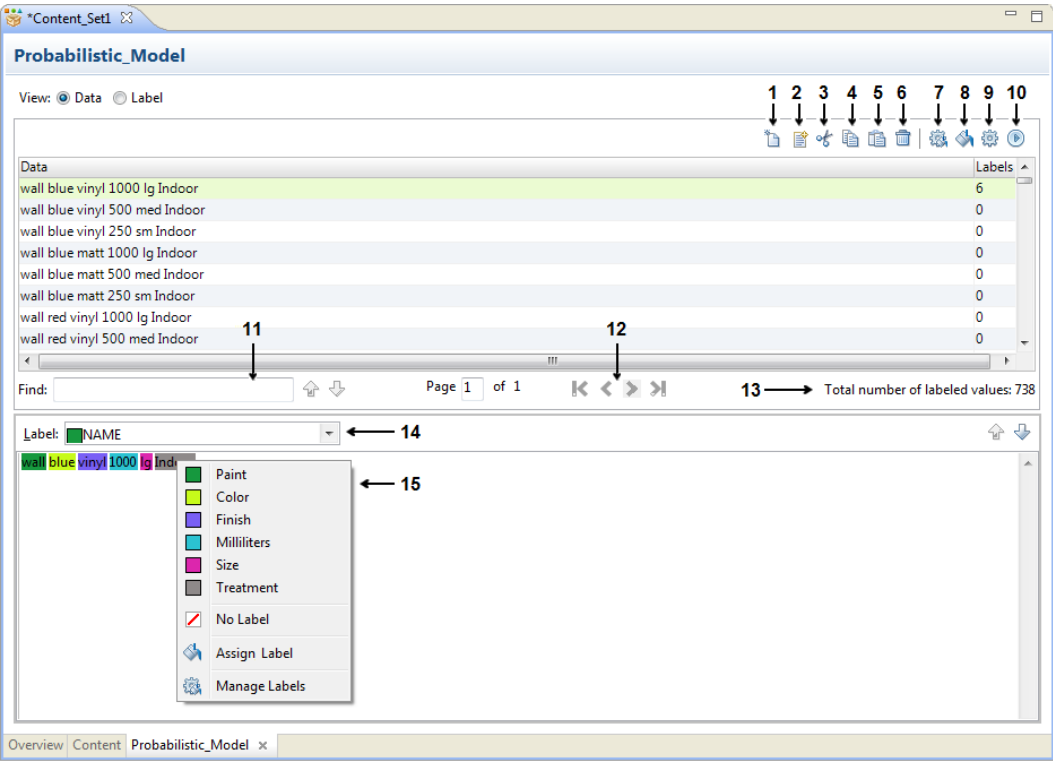 *Content_Set1
Probabilistic_Model
View: Data Label
1 2 3 4 5 6 7 8 9 10
Data Labels
wall blue vinyl 1000 lg Indoor 6
wall blue vinyl 500 med Indoor 0
wall blue vinyl 250 sm Indoor 0
wall blue matt 1000 lg Indoor 0
wall blue matt 500 med Indoor 0
wall blue matt 250 sm Indoor 0
wall red vinyl 1000 lg Indoor 0
wall red vinyl 500 med Indoor 0
11 12
Find: Page 1 of 1 13 Total number of labeled values: 738
Label: NAME 14
wall blue vinyl 1000 lg Ind
15
Paint
Color
Finish
Milliliters
Size
Treatment
No Label
Assign Label
Manage Labels
Overview Content Probabilistic_Model